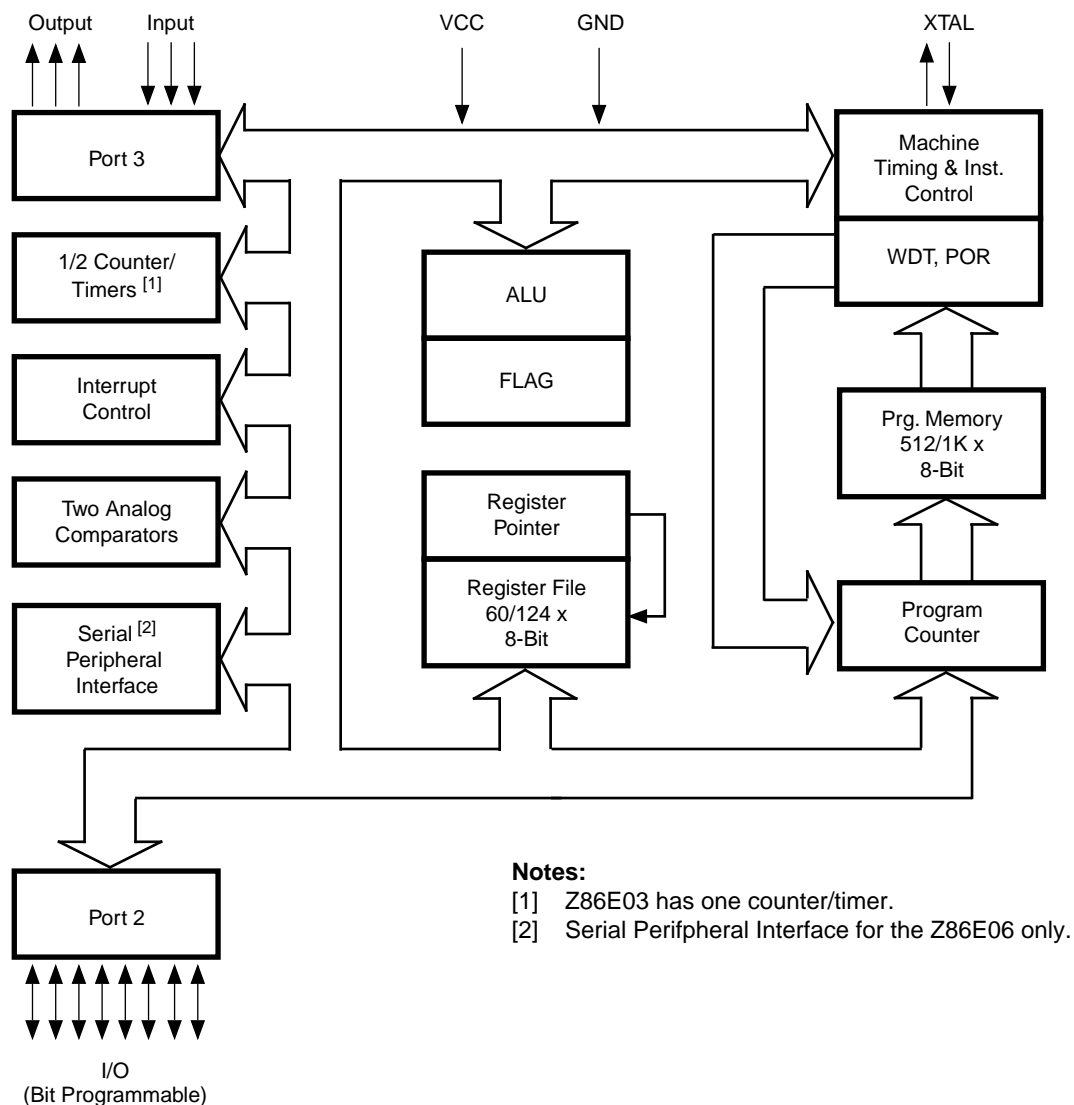 Output
Input
VCC
GND
XTAL
Port 3
Machine
Timing & Inst.
Control
WDT, POR
1/2 Counter/
Timers [1]
ALU
FLAG
Interrupt
Control
Prg. Memory
512/1K x
8-Bit
Two Analog
Comparators
Register
Pointer
Register File
60/124 x
8-Bit
Program
Counter
Serial [2]
Peripheral
Interface
Port 2
I/O
(Bit Programmable)
Notes:
[1] Z86E03 has one counter/timer.
[2] Serial Perifpheral Interface for the Z86E06 only.